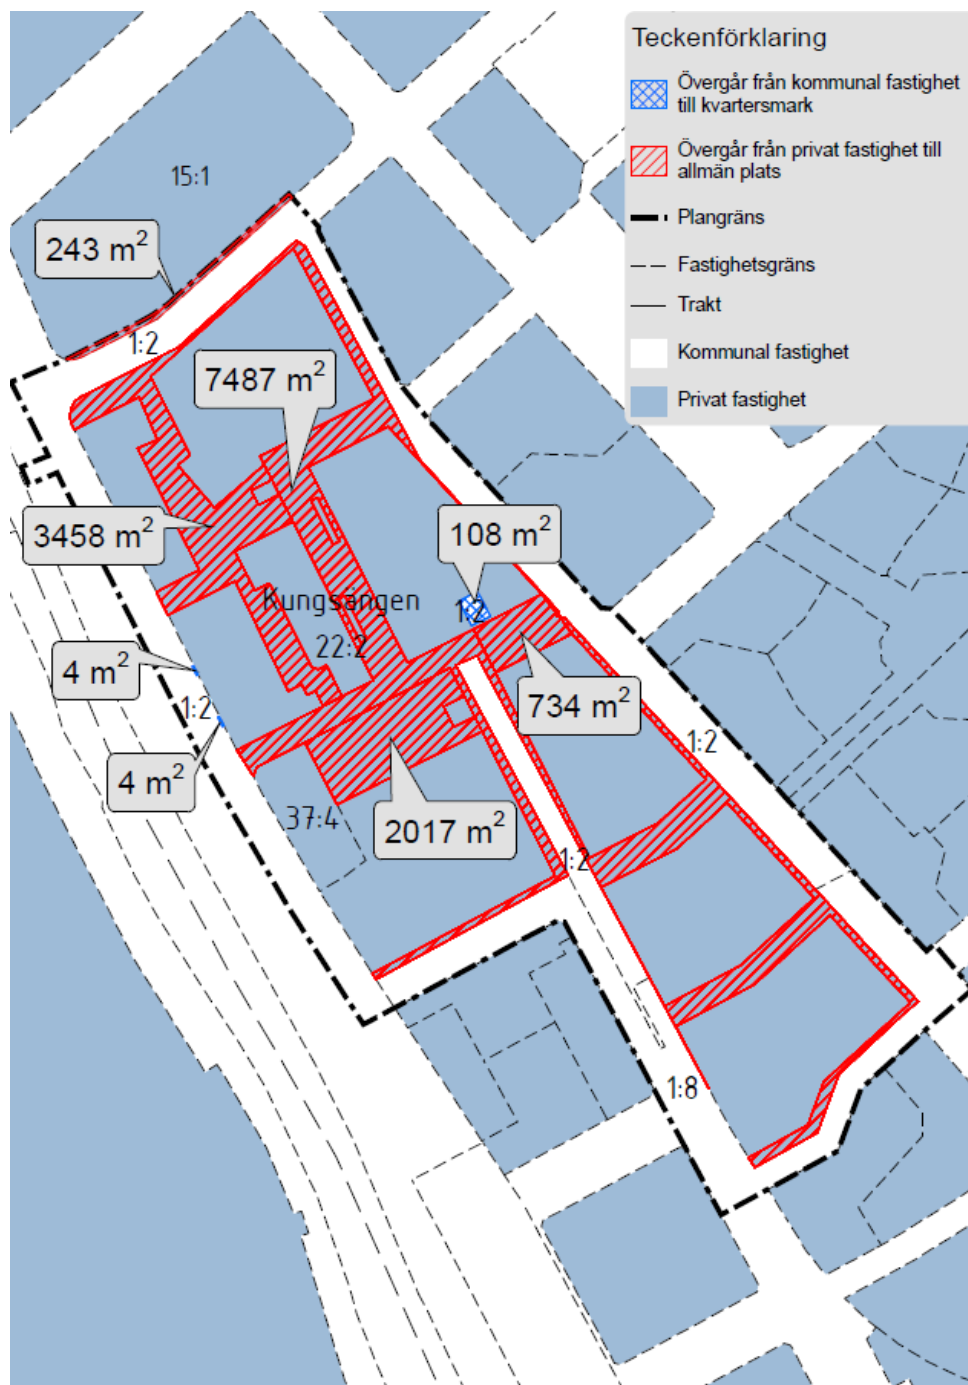 Teckenförklaring
Övergår från kommunal fastighet
till kvartersmark
Övergår från privat fastighet till
allmän plats
Plangräns
Fastighetsgräns
Trakt
Kommunal fastighet
Privat fastighet
15:1
243 m²
1:2
7487 m²
3458 m²
108 m²
Kungsängen
1:2
22:2
4 m²
734 m²
1:2
1:2
4 m²
37:4
2017 m²
1:2
1:8